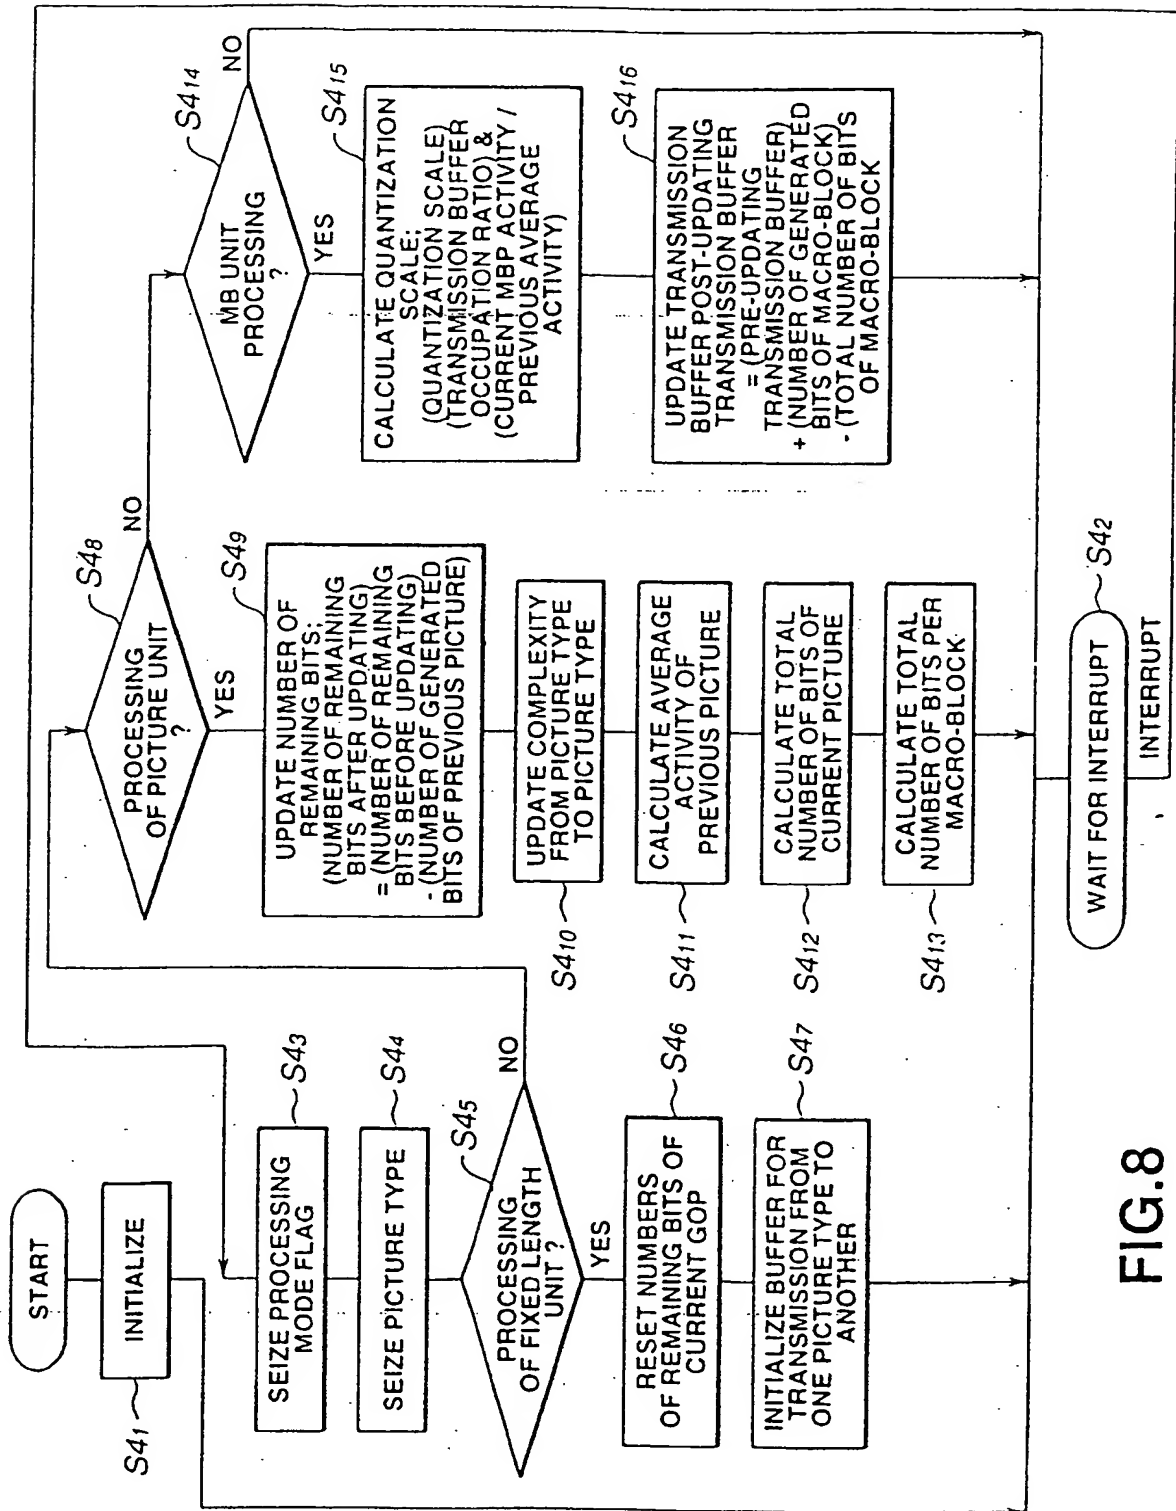 START
INITIALIZE
S41
SEIZE PROCESSING
MODE FLAG
S43
SEIZE PICTURE TYPE
S44
PROCESSING
OF FIXED LENGTH
UNIT ?
S45
NO
YES
RESET NUMBERS
OF REMAINING BITS OF
CURRENT GOP
S46
INITIALIZE BUFFER FOR
TRANSMISSION FROM
ONE PICTURE TYPE TO
ANOTHER
S47
PROCESSING
OF PICTURE UNIT
?
S48
NO
YES
UPDATE NUMBER OF
REMAINING BITS;
(NUMBER OF REMAINING
BITS AFTER UPDATING)
= (NUMBER OF REMAINING
BITS BEFORE UPDATING)
- (NUMBER OF GENERATED
BITS OF PREVIOUS PICTURE)
S49
UPDATE COMPLEXITY
FROM PICTURE TYPE
TO PICTURE TYPE
S410
CALCULATE AVERAGE
ACTIVITY OF
PREVIOUS PICTURE
S411
CALCULATE TOTAL
NUMBER OF BITS OF
CURRENT PICTURE
S412
CALCULATE TOTAL
NUMBER OF BITS PER
MACRO-BLOCK
S413
MB UNIT
PROCESSING
?
S414
NO
YES
CALCULATE QUANTIZATION
SCALE;
(QUANTIZATION SCALE)
(TRANSMISSION BUFFER
OCCUPATION RATIO) &
(CURRENT MBP ACTIVITY /
PREVIOUS AVERAGE
ACTIVITY)
S415
UPDATE TRANSMISSION
BUFFER POST-UPDATING
TRANSMISSION BUFFER
= (PRE-UPDATING
TRANSMISSION BUFFER)
+ (NUMBER OF GENERATED
BITS OF MACRO-BLOCK)
- (TOTAL NUMBER OF BITS
OF MACRO-BLOCK
S416
WAIT FOR INTERRUPT
S42
INTERRUPT
FIG.8